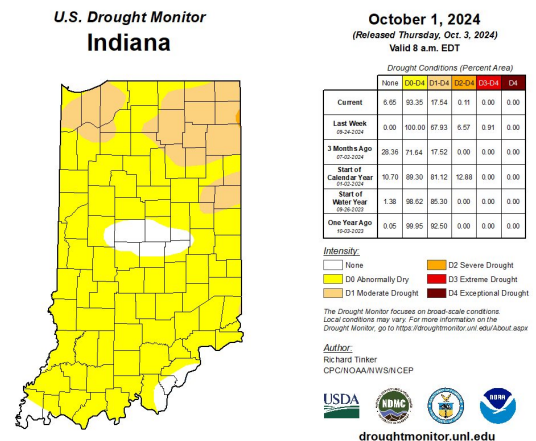 U.S. Drought Monitor
Indiana
October 1, 2024
(Released Thursday, Oct. 3, 2024)
Valid 8 a.m. EDT
Drought Conditions (Percent Area)
None D0-D4 D1-D4 D2-D4 D3-D4 D4
Current 6.65 93.35 17.54 0.11 0.00 0.00
Last Week 09-24-2024 0.00 100.00 67.93 6.57 0.91 0.00
3 Months Ago 07-02-2024 28.36 71.64 17.52 0.00 0.00 0.00
Start of Calendar Year 01-02-2024 10.70 89.30 81.12 12.88 0.00 0.00
Start of Water Year 09-26-2023 1.38 98.62 85.30 0.00 0.00 0.00
One Year Ago 10-03-2023 0.05 99.95 92.50 0.00 0.00 0.00
Intensity:
None
D0 Abnormally Dry
D1 Moderate Drought
D2 Severe Drought
D3 Extreme Drought
D4 Exceptional Drought
The Drought Monitor focuses on broad-scale conditions.
Local conditions may vary. For more information on the
Drought Monitor, go to https://droughtmonitor.unl.edu/About.aspx
Author:
Richard Tinker
CPC/NOAA/NWS/NCEP
USDA
NDMC
NOAA
droughtmonitor.unl.edu